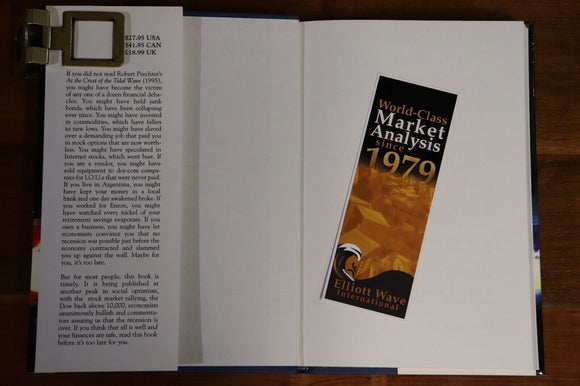 $27.95 USA
$41.95 CAN
£18.99 UK
If you did not read Robert Prechter's
At the Crest of the Tidal Wave (1995),
you might have become the victim
of any one of a dozen financial deba-
cles. You might have held junk
bonds, which have been collapsing
ever since. You might have invested
in commodities, which have fallen
to new lows. You might have slaved
over a demanding job that paid you
in stock options that are now worth-
less. You might have speculated in
Internet stocks, which went bust. If
you are a vendor, you might have
sold equipment to dot-com compa-
nies for I.O.U.s that were never paid.
If you live in Argentina, you might
have kept your money in a local
bank and one day awakened broke. If
you worked for Enron, you might
have watched every nickel of your
retirement savings evaporate. If you
own a business, you might have let
economists convince you that no
recession was possible just before the
economy contracted and slammed
you up against the wall. Maybe for
you, it's too late.
But for most people, this book is
timely. It is being published at
another peak in social optimism,
with the stock market rallying, the
Dow back above 10,000, economists
unanimously bullish and commenta-
tors assuring us that the recession is
over. If you think that all is well and
your finances are safe, read this book
before it's too late for you.
World-Class
Market
Analysis
since
1979
Elliott Wave
International